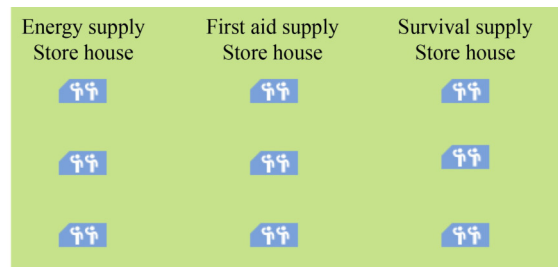 Energy supply
Store house
First aid supply
Store house
Survival supply
Store house